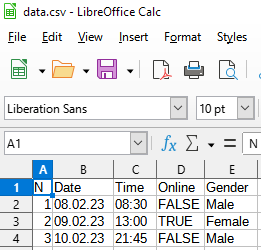 data.csv - LibreOffice Calc
File Edit View Insert Format Styles
Liberation Sans 10 pt
A1 fx Σ = N
A B C D E
1 N Date Time Online Gender
2 1 08.02.23 08:30 FALSE Male
3 2 09.02.23 13:00 TRUE Female
4 3 10.02.23 21:45 FALSE Male